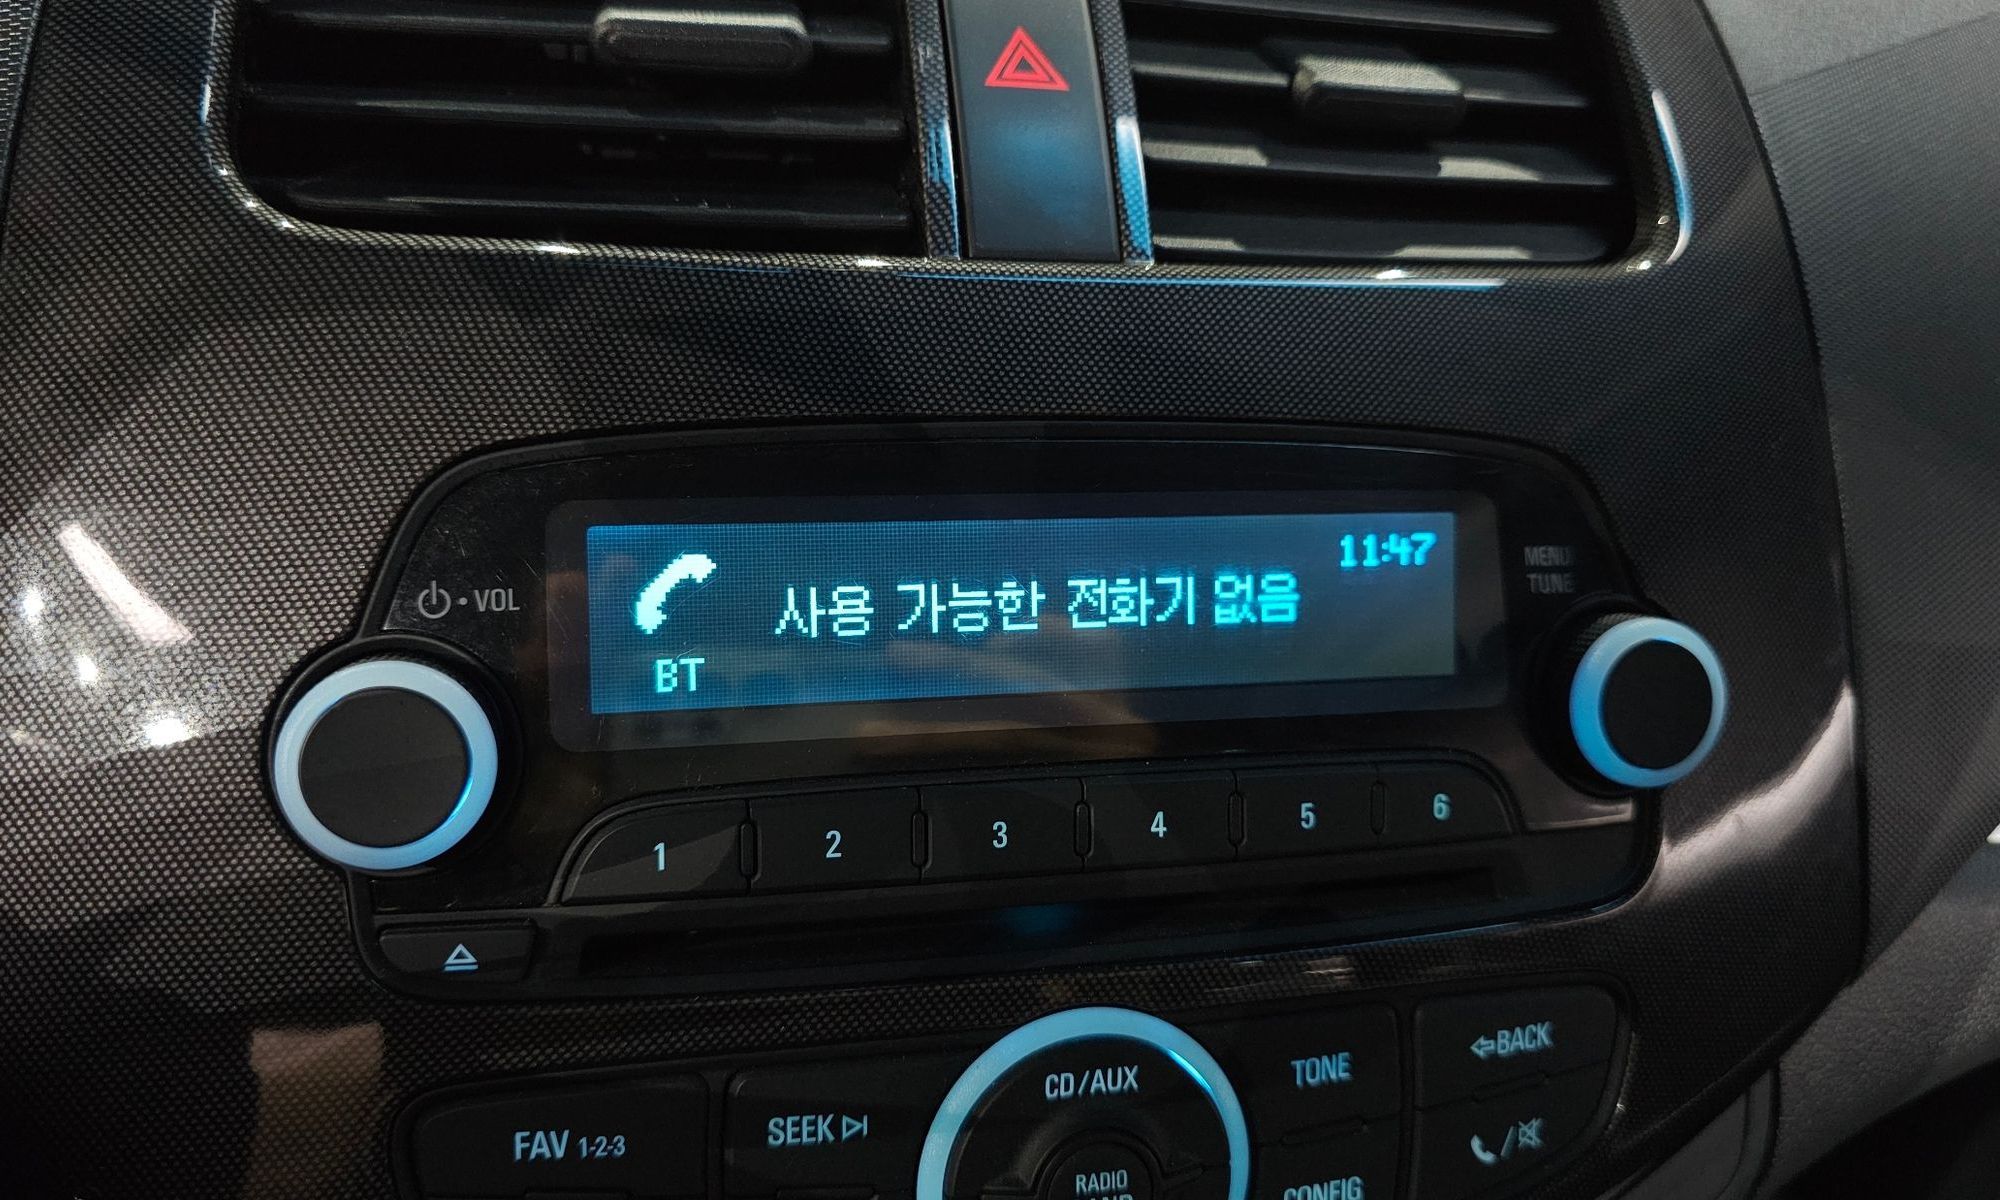 11:47
사용 가능한 전화기 없음
BT
VOL
MENU
TUNE
1 2 3 4 5 6
CD/AUX
TONE
BACK
FAV 1-2-3
SEEK
RADIO
CONFIG